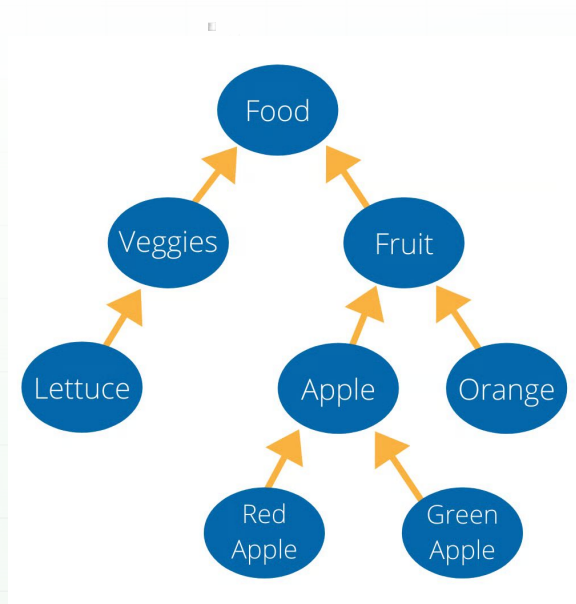 Food
Veggies
Fruit
Lettuce
Apple
Orange
Red
Apple
Green
Apple